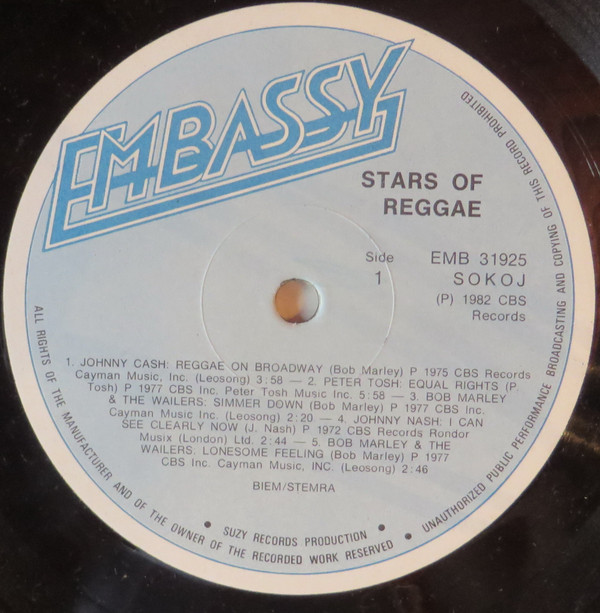 EMBASSY
STARS OF
REGGAE
Side
1
EMB 31925
SOKOJ
(P) 1982 CBS
Records
1. JOHNNY CASH: REGGAE ON BROADWAY (Bob Marley) P 1975 CBS Records
Cayman Music, Inc. (Leosong) 3:58 — 2. PETER TOSH: EQUAL RIGHTS (P.
Tosh) P 1977 CBS Inc. Peter Tosh Music Inc. 5:58 — 3. BOB MARLEY
& THE WAILERS: SIMMER DOWN (Bob Marley) P 1977 CBS Inc.
Cayman Music, Inc. (Leosong) 2:20 — 4. JOHNNY NASH: I CAN
SEE CLEARLY NOW (J. Nash) P 1972 CBS Records Rondor
Musix (London) Ltd. 2:44 — 5. BOB MARLEY & THE
WAILERS: LONESOME FEELING (Bob Marley) P 1977
CBS Inc. Cayman Music, INC. (Leosong) 2:46
BIEM/STEMRA
• SUZY RECORDS PRODUCTION •
ALL RIGHTS OF THE MANUFACTURER AND OF THE OWNER OF THE RECORDED WORK RESERVED • UNAUTHORIZED PUBLIC PERFORMANCE BROADCASTING AND COPYING OF THIS RECORD PROHIBITED